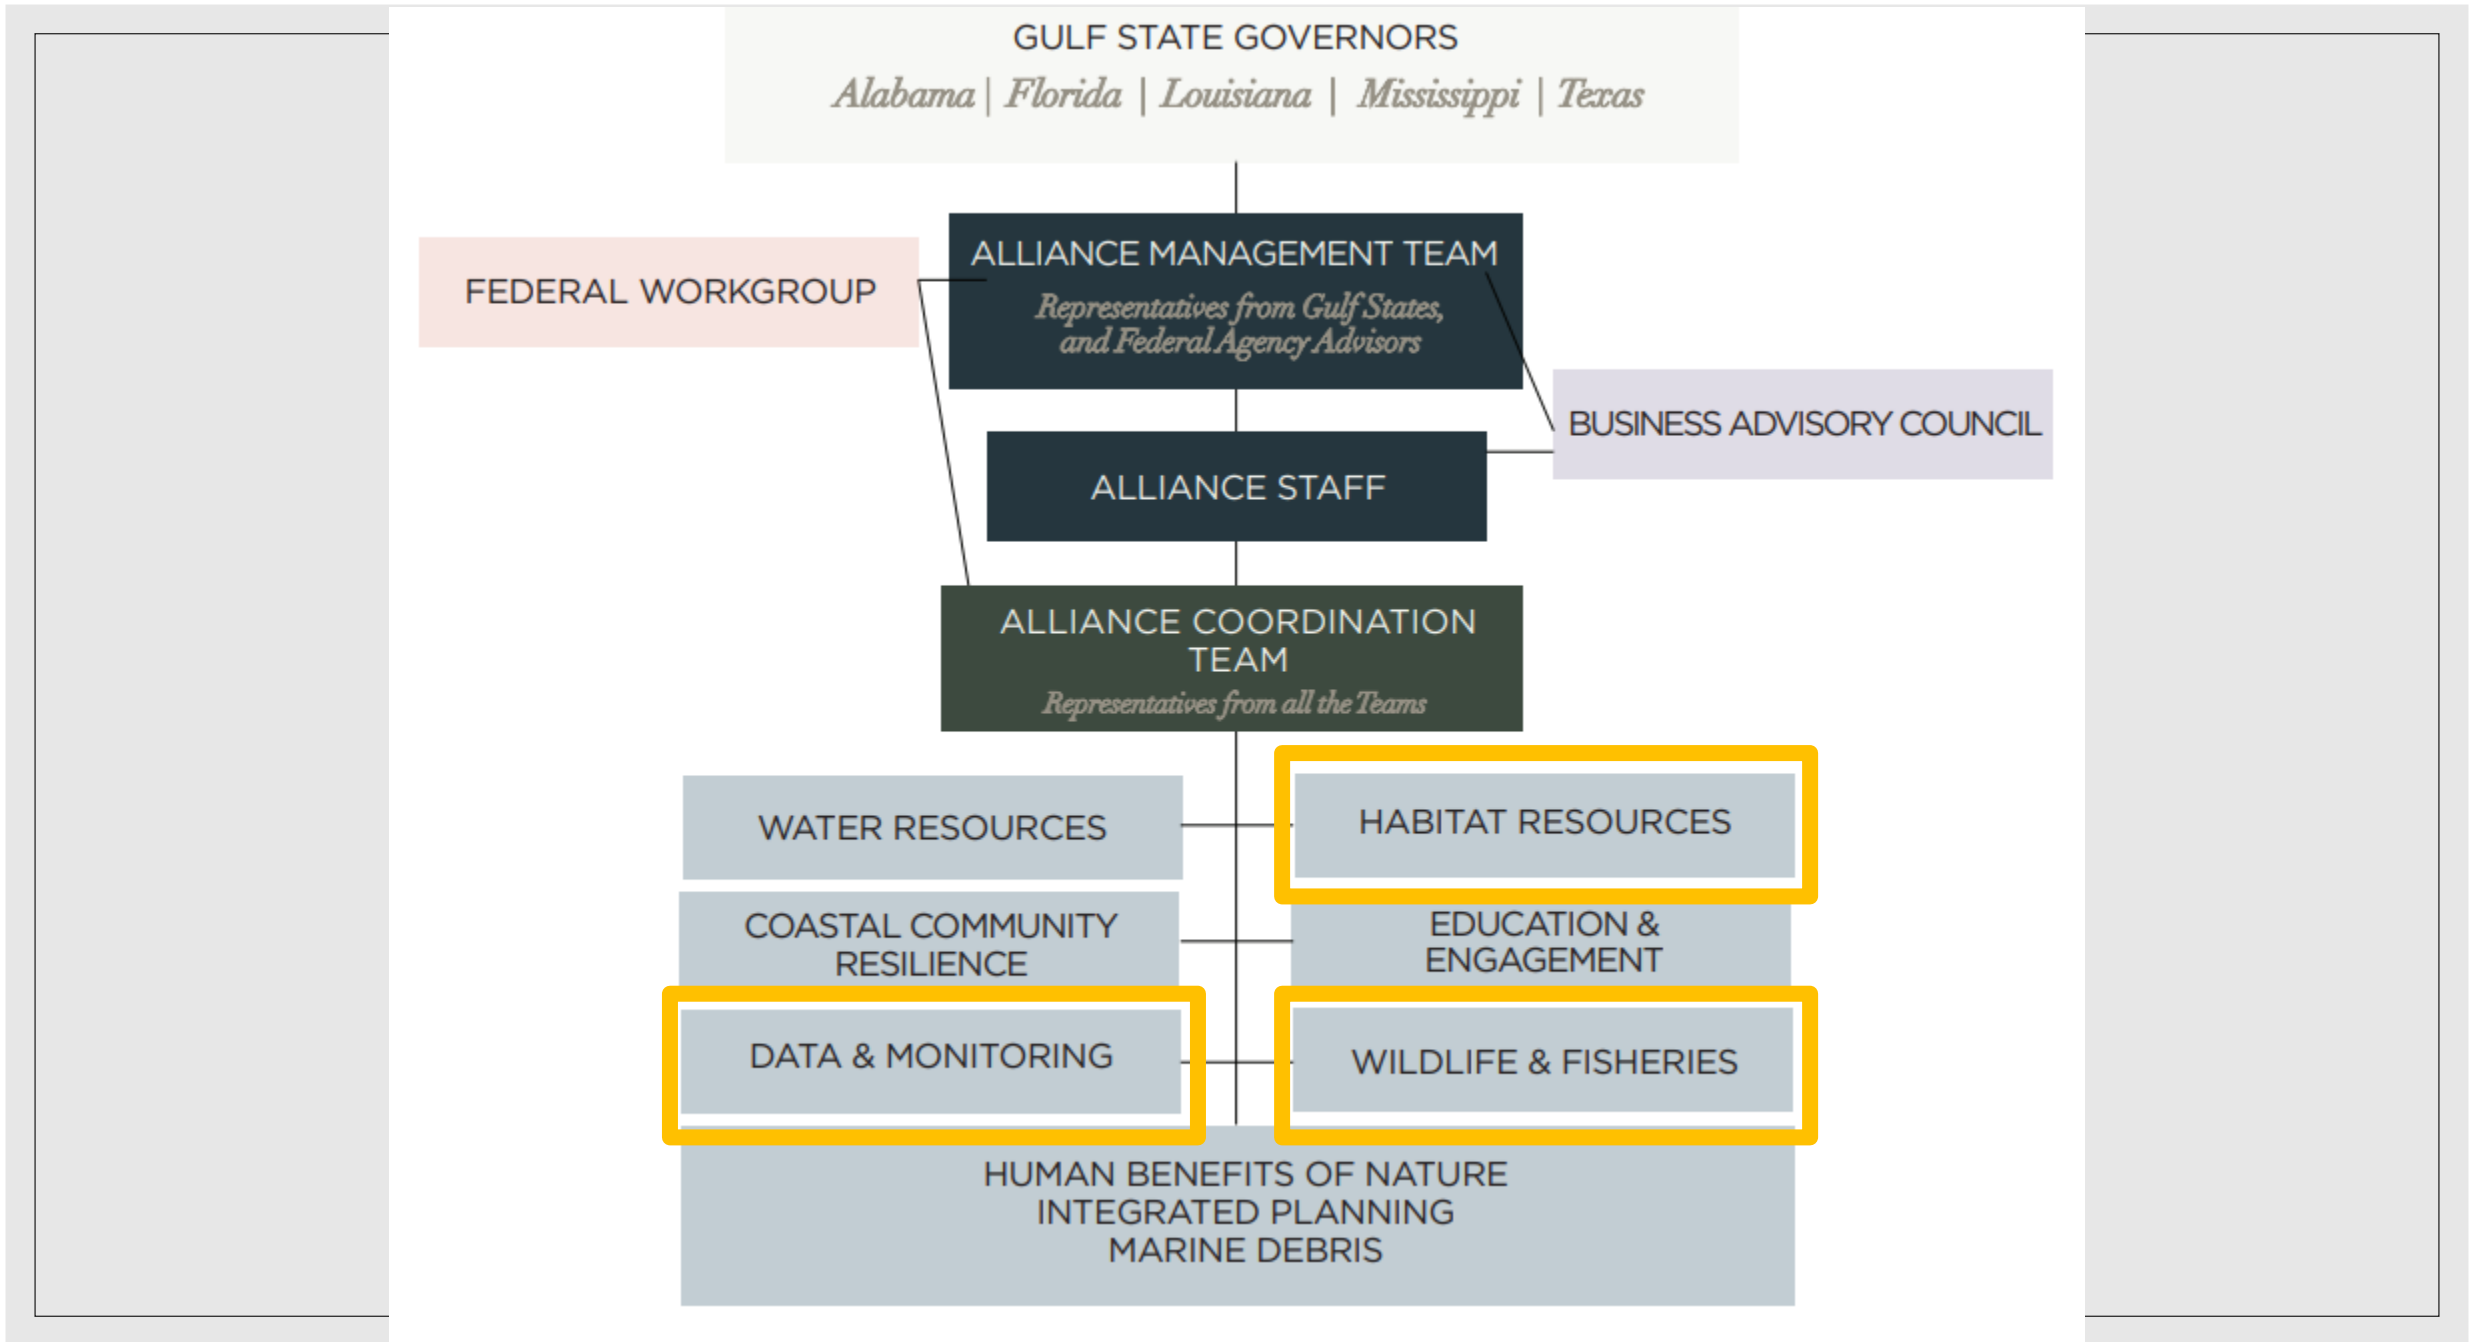 GULF STATE GOVERNORS
Alabama | Florida | Louisiana | Mississippi | Texas
ALLIANCE MANAGEMENT TEAM
Representatives from Gulf States,
and Federal Agency Advisors
FEDERAL WORKGROUP
BUSINESS ADVISORY COUNCIL
ALLIANCE STAFF
ALLIANCE COORDINATION
TEAM
Representatives from all the Teams
WATER RESOURCES
HABITAT RESOURCES
COASTAL COMMUNITY
RESILIENCE
EDUCATION &
ENGAGEMENT
DATA & MONITORING
WILDLIFE & FISHERIES
HUMAN BENEFITS OF NATURE
INTEGRATED PLANNING
MARINE DEBRIS